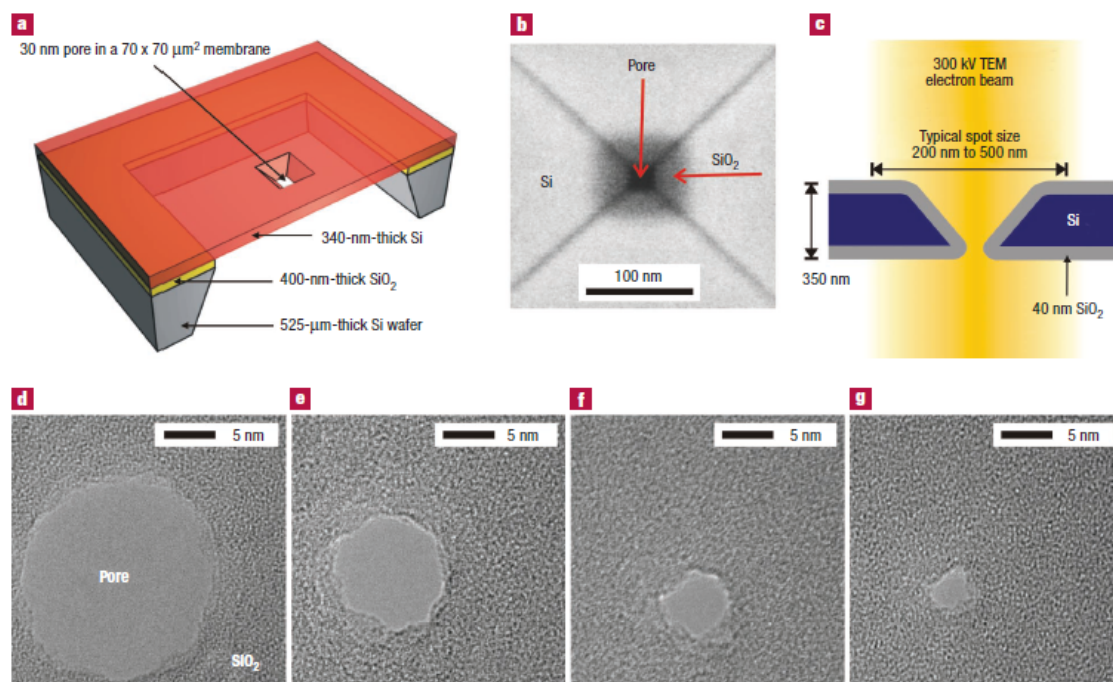 a
30 nm pore in a 70 x 70 μm² membrane
340-nm-thick Si
400-nm-thick SiO₂
525-μm-thick Si wafer
b
Pore
Si
SiO₂
100 nm
c
300 kV TEM
electron beam
Typical spot size
200 nm to 500 nm
Si
350 nm
40 nm SiO₂
d
5 nm
Pore
SiO₂
e
5 nm
f
5 nm
g
5 nm